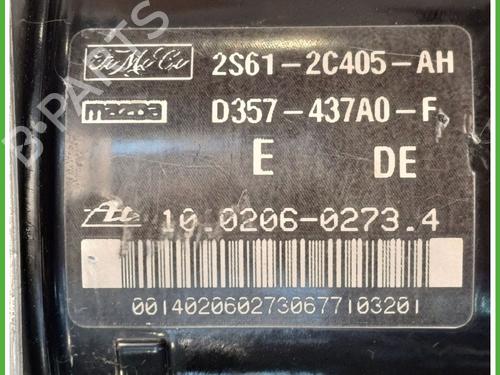 FoMoCo 2S61-2C405-AH
mazda D357-437A0-F
E DE
Ate 10.0206-0273.4
0014020602730677103201
B-PARTS